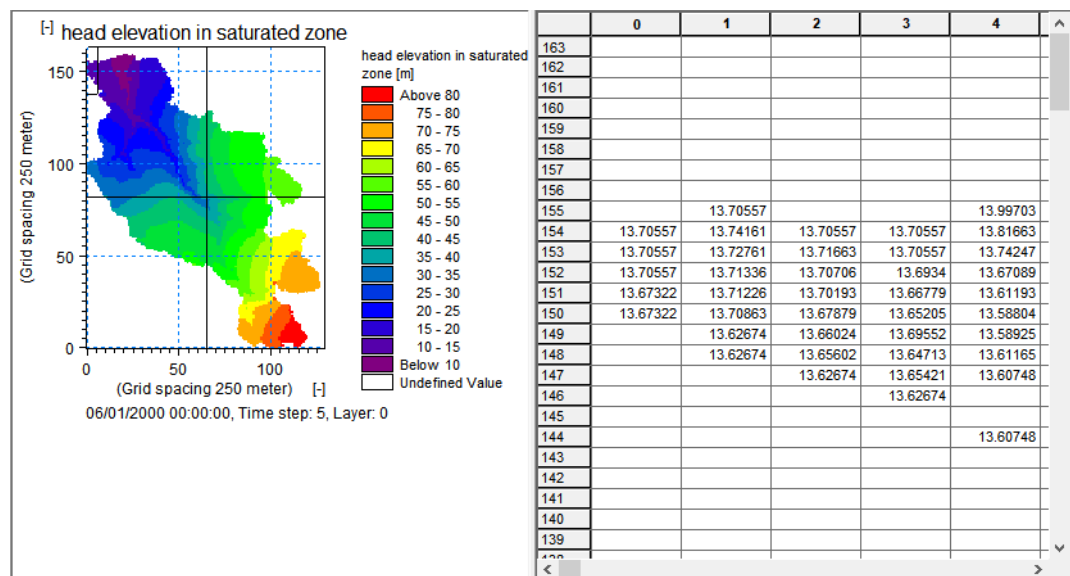 [-] head elevation in saturated zone
(Grid spacing 250 meter)
150
100
50
0
0 50 100
(Grid spacing 250 meter) [-]
06/01/2000 00:00:00, Time step: 5, Layer: 0
head elevation in saturated
zone [m]
Above 80
75 - 80
70 - 75
65 - 70
60 - 65
55 - 60
50 - 55
45 - 50
40 - 45
35 - 40
30 - 35
25 - 30
20 - 25
15 - 20
10 - 15
Below 10
Undefined Value
0 1 2 3 4
163
162
161
160
159
158
157
156
155 13.70557 13.99703
154 13.70557 13.74161 13.70557 13.70557 13.81663
153 13.70557 13.72761 13.71663 13.70557 13.74247
152 13.70557 13.71336 13.70706 13.6934 13.67089
151 13.67322 13.71226 13.70193 13.66779 13.61193
150 13.67322 13.70863 13.67879 13.65205 13.58804
149 13.62674 13.66024 13.69552 13.58925
148 13.62674 13.65602 13.64713 13.61165
147 13.62674 13.65421 13.60748
146 13.62674
145
144 13.60748
143
142
141
140
139